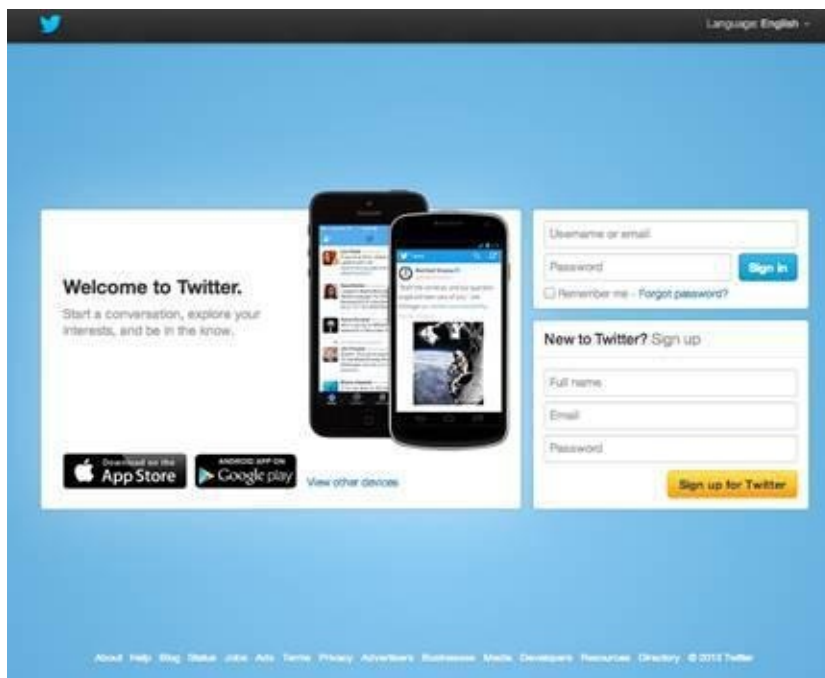 Language: English
Welcome to Twitter.
Start a conversation, explore your
interests, and be in the know.
Download on the
App Store
ANDROID APP ON
Google play
View other devices
Username or email
Password
Sign in
Remember me - Forgot password?
New to Twitter? Sign up
Full name
Email
Password
Sign up for Twitter
About Help Blog Status Jobs Ads Terms Privacy Advertisers Businesses Media Developers Resources Directory © 2013 Twitter